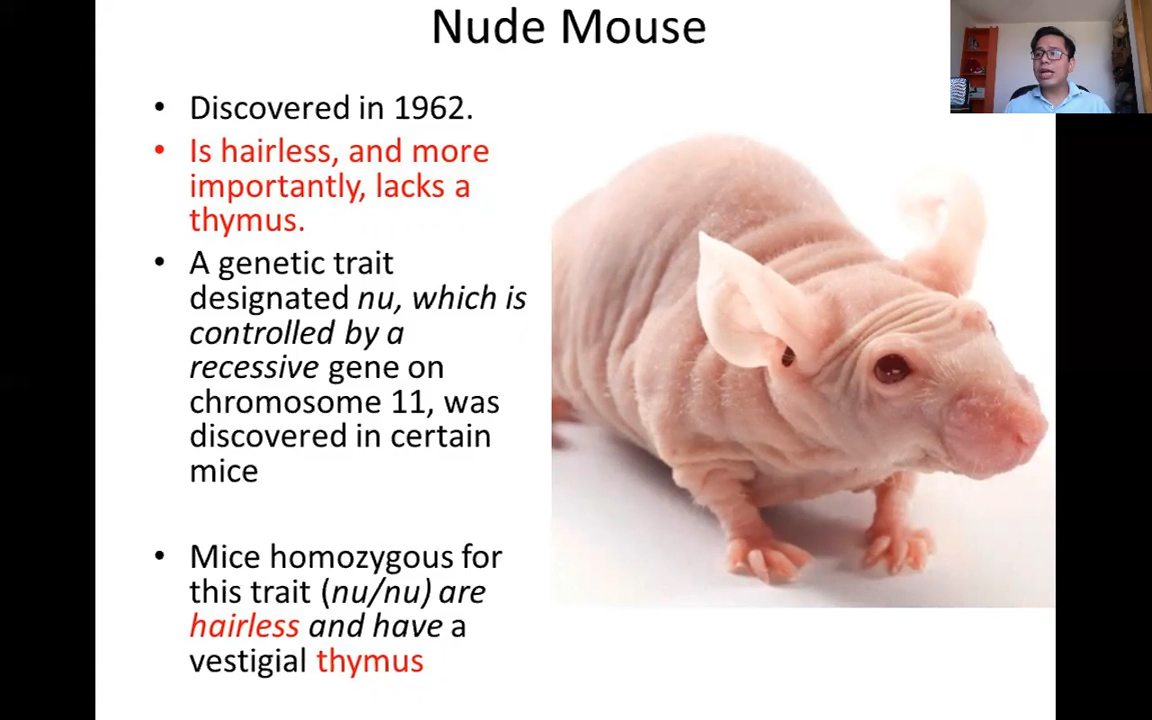 Nude Mouse
• Discovered in 1962.
• Is hairless, and more
importantly, lacks a
thymus.
• A genetic trait
designated nu, which is
controlled by a
recessive gene on
chromosome 11, was
discovered in certain
mice
• Mice homozygous for
this trait (nu/nu) are
hairless and have a
vestigial thymus